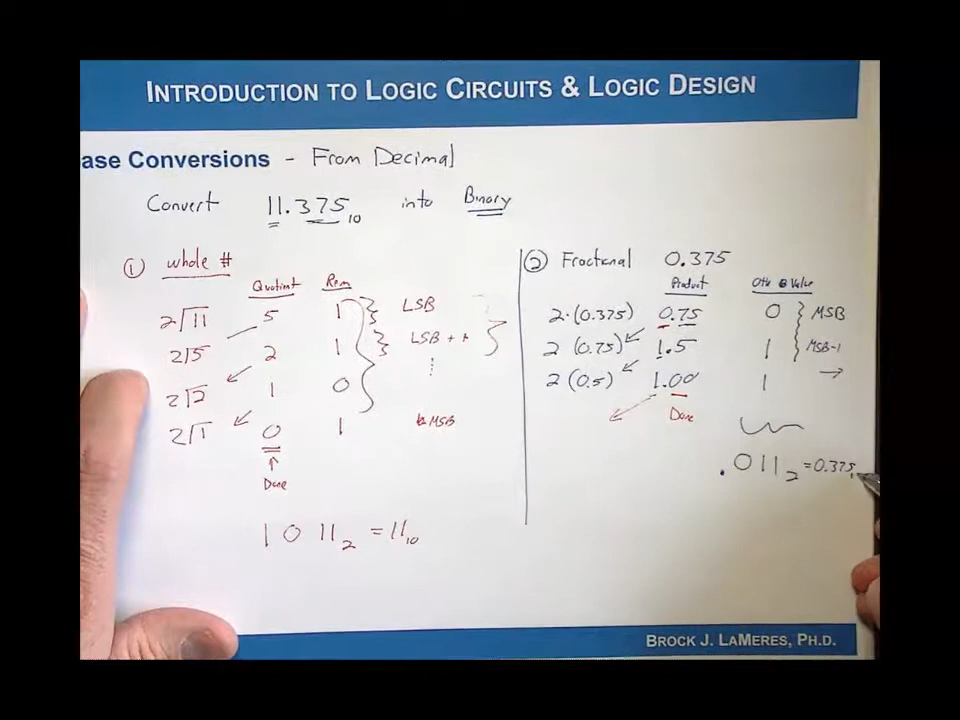 INTRODUCTION TO LOGIC CIRCUITS & LOGIC DESIGN
ase Conversions - From Decimal
Convert 11.375₁₀ into Binary
① whole #
Quotient Rem
2√11 5 1 LSB
2√5 2 1 LSB++
2√2 1 0 ⋮
2√1 0 1 MSB
↑
Done
1011₂ = 11₁₀
② Fractional 0.375
Product 0th Value
2·(0.375) 0.75 0 MSB
2(0.75) 1.5 1 MSB-1
2(0.5) 1.00 1 →
Done
.011₂ = 0.375
BROCK J. LAMERES, PH.D.